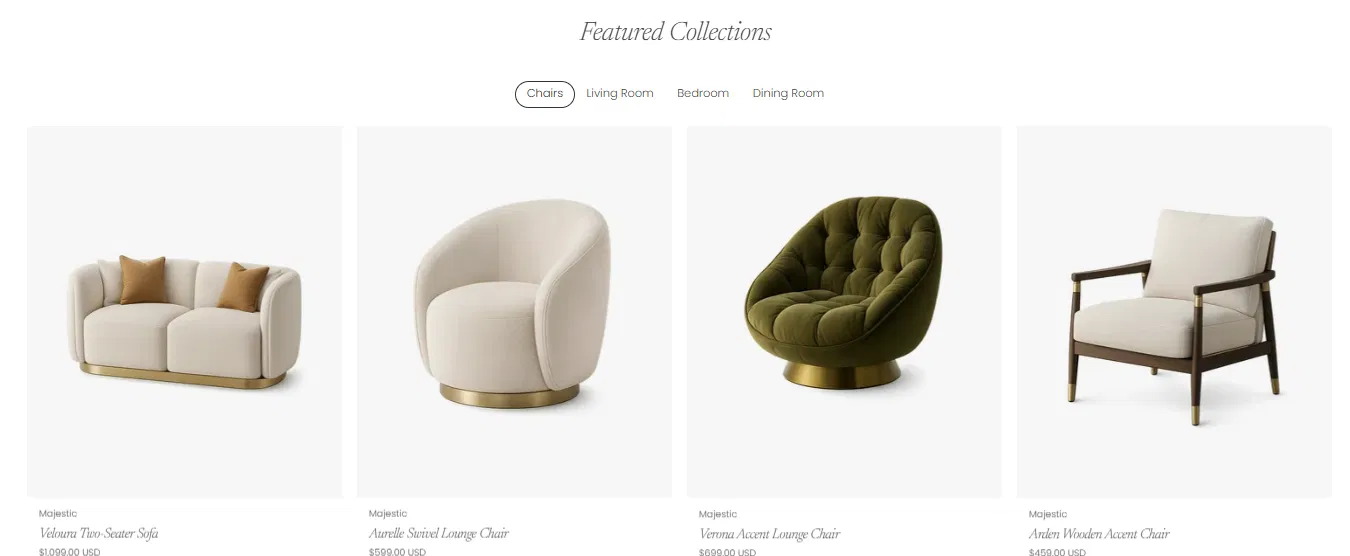 Featured Collections
Chairs Living Room Bedroom Dining Room
Majestic Majestic Majestic Majestic
Veloura Two-Seater Sofa Aurelle Swivel Lounge Chair Verona Accent Lounge Chair Arden Wooden Accent Chair
$1,099.00 USD $599.00 USD $699.00 USD $459.00 USD